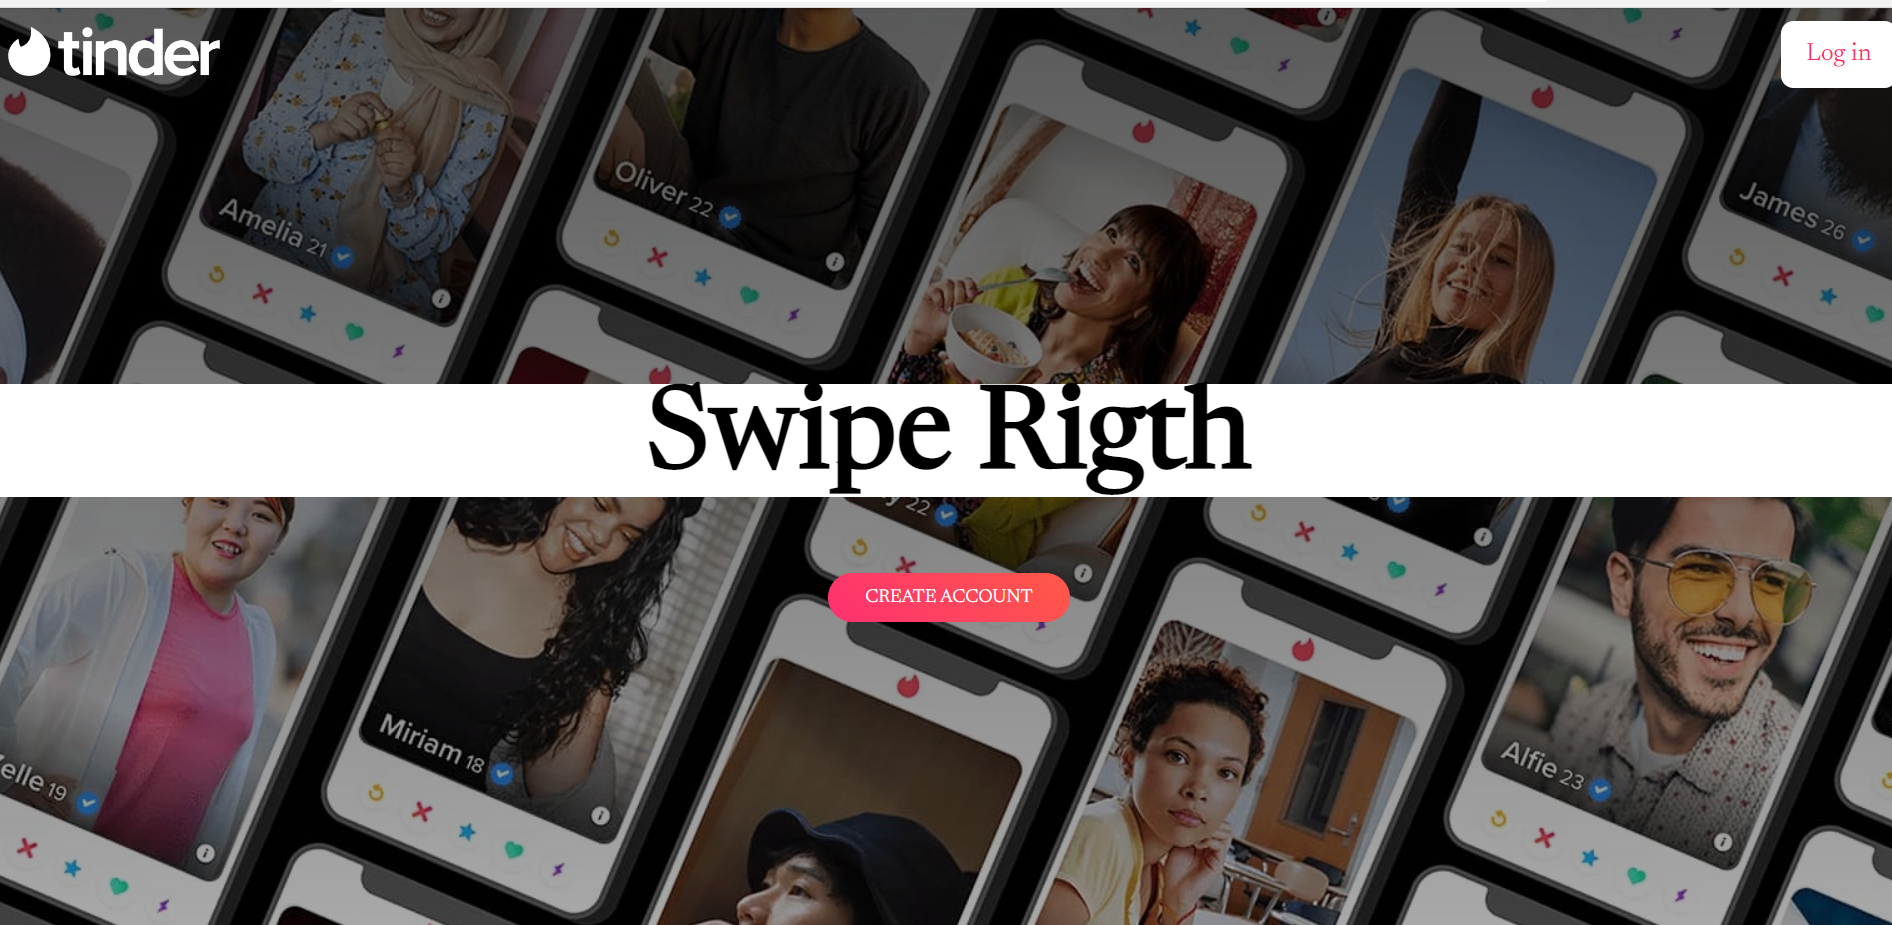 tinder
Log in
Amelia 21
Oliver 22
James 26
Swipe Rigth
22
CREATE ACCOUNT
elle 19
Miriam 18
Alfie 23